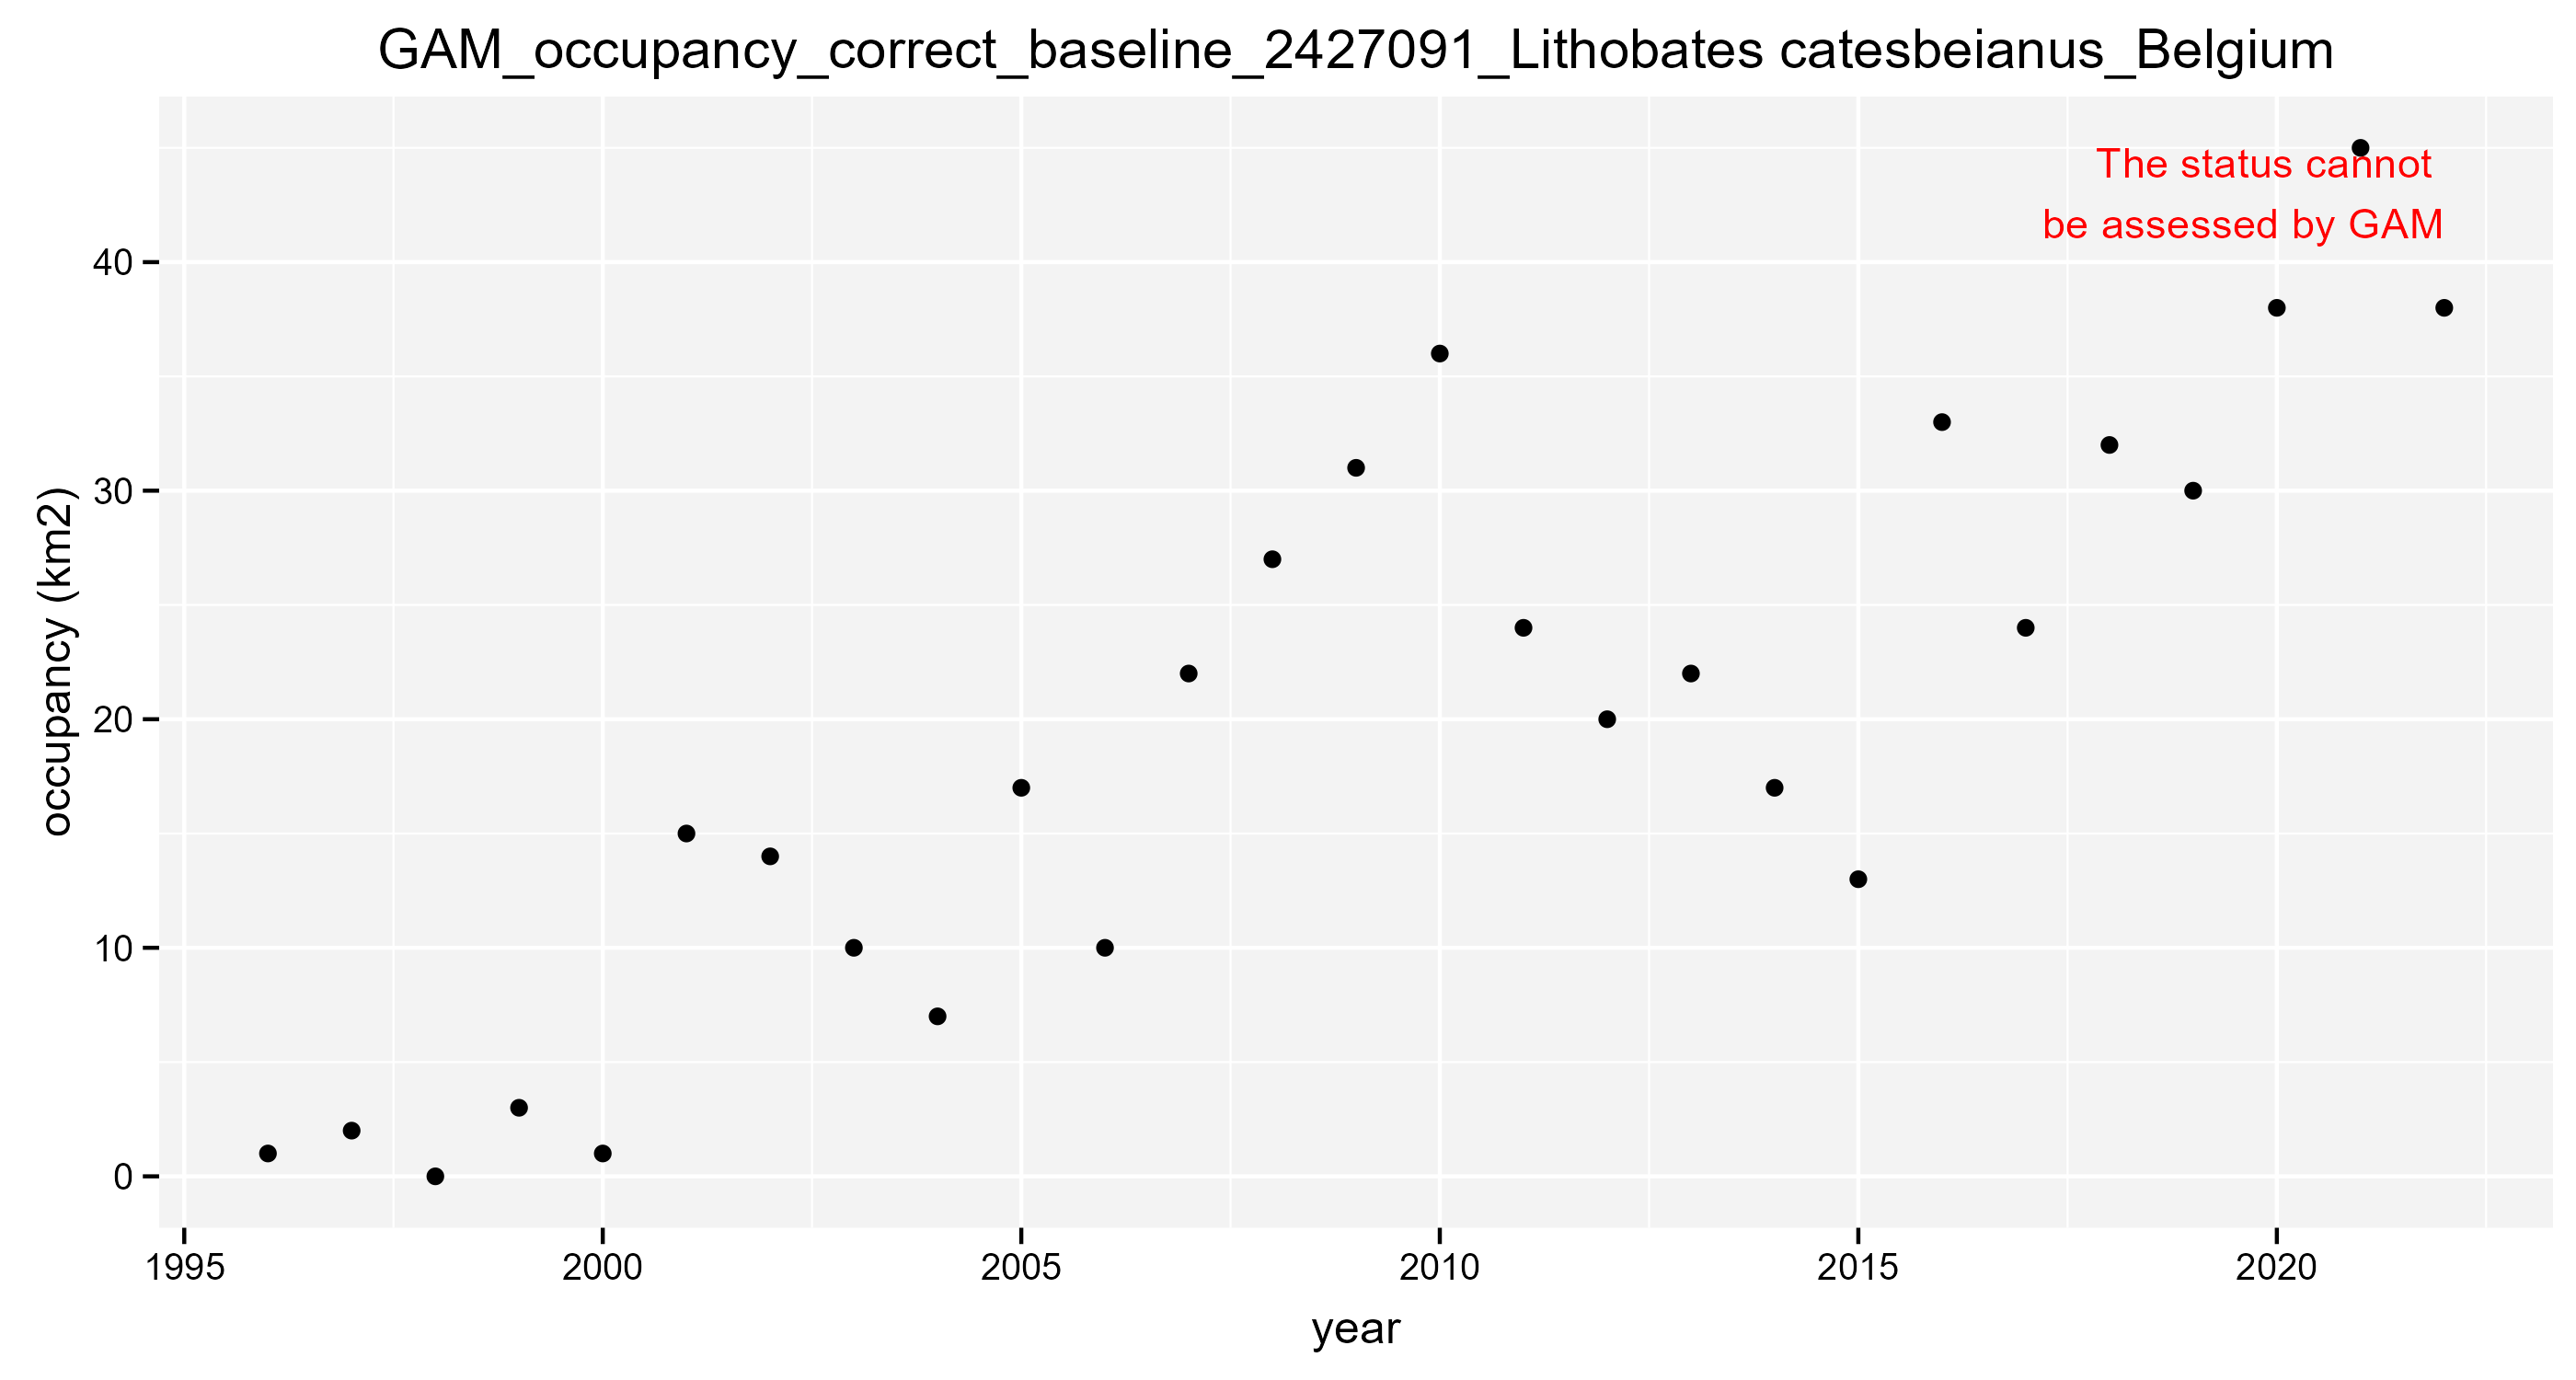 GAM_occupancy_correct_baseline_2427091_Lithobates catesbeianus_Belgium
The status cannot
be assessed by GAM
occupancy (km2)
40
30
20
10
0
1995 2000 2005 2010 2015 2020
year